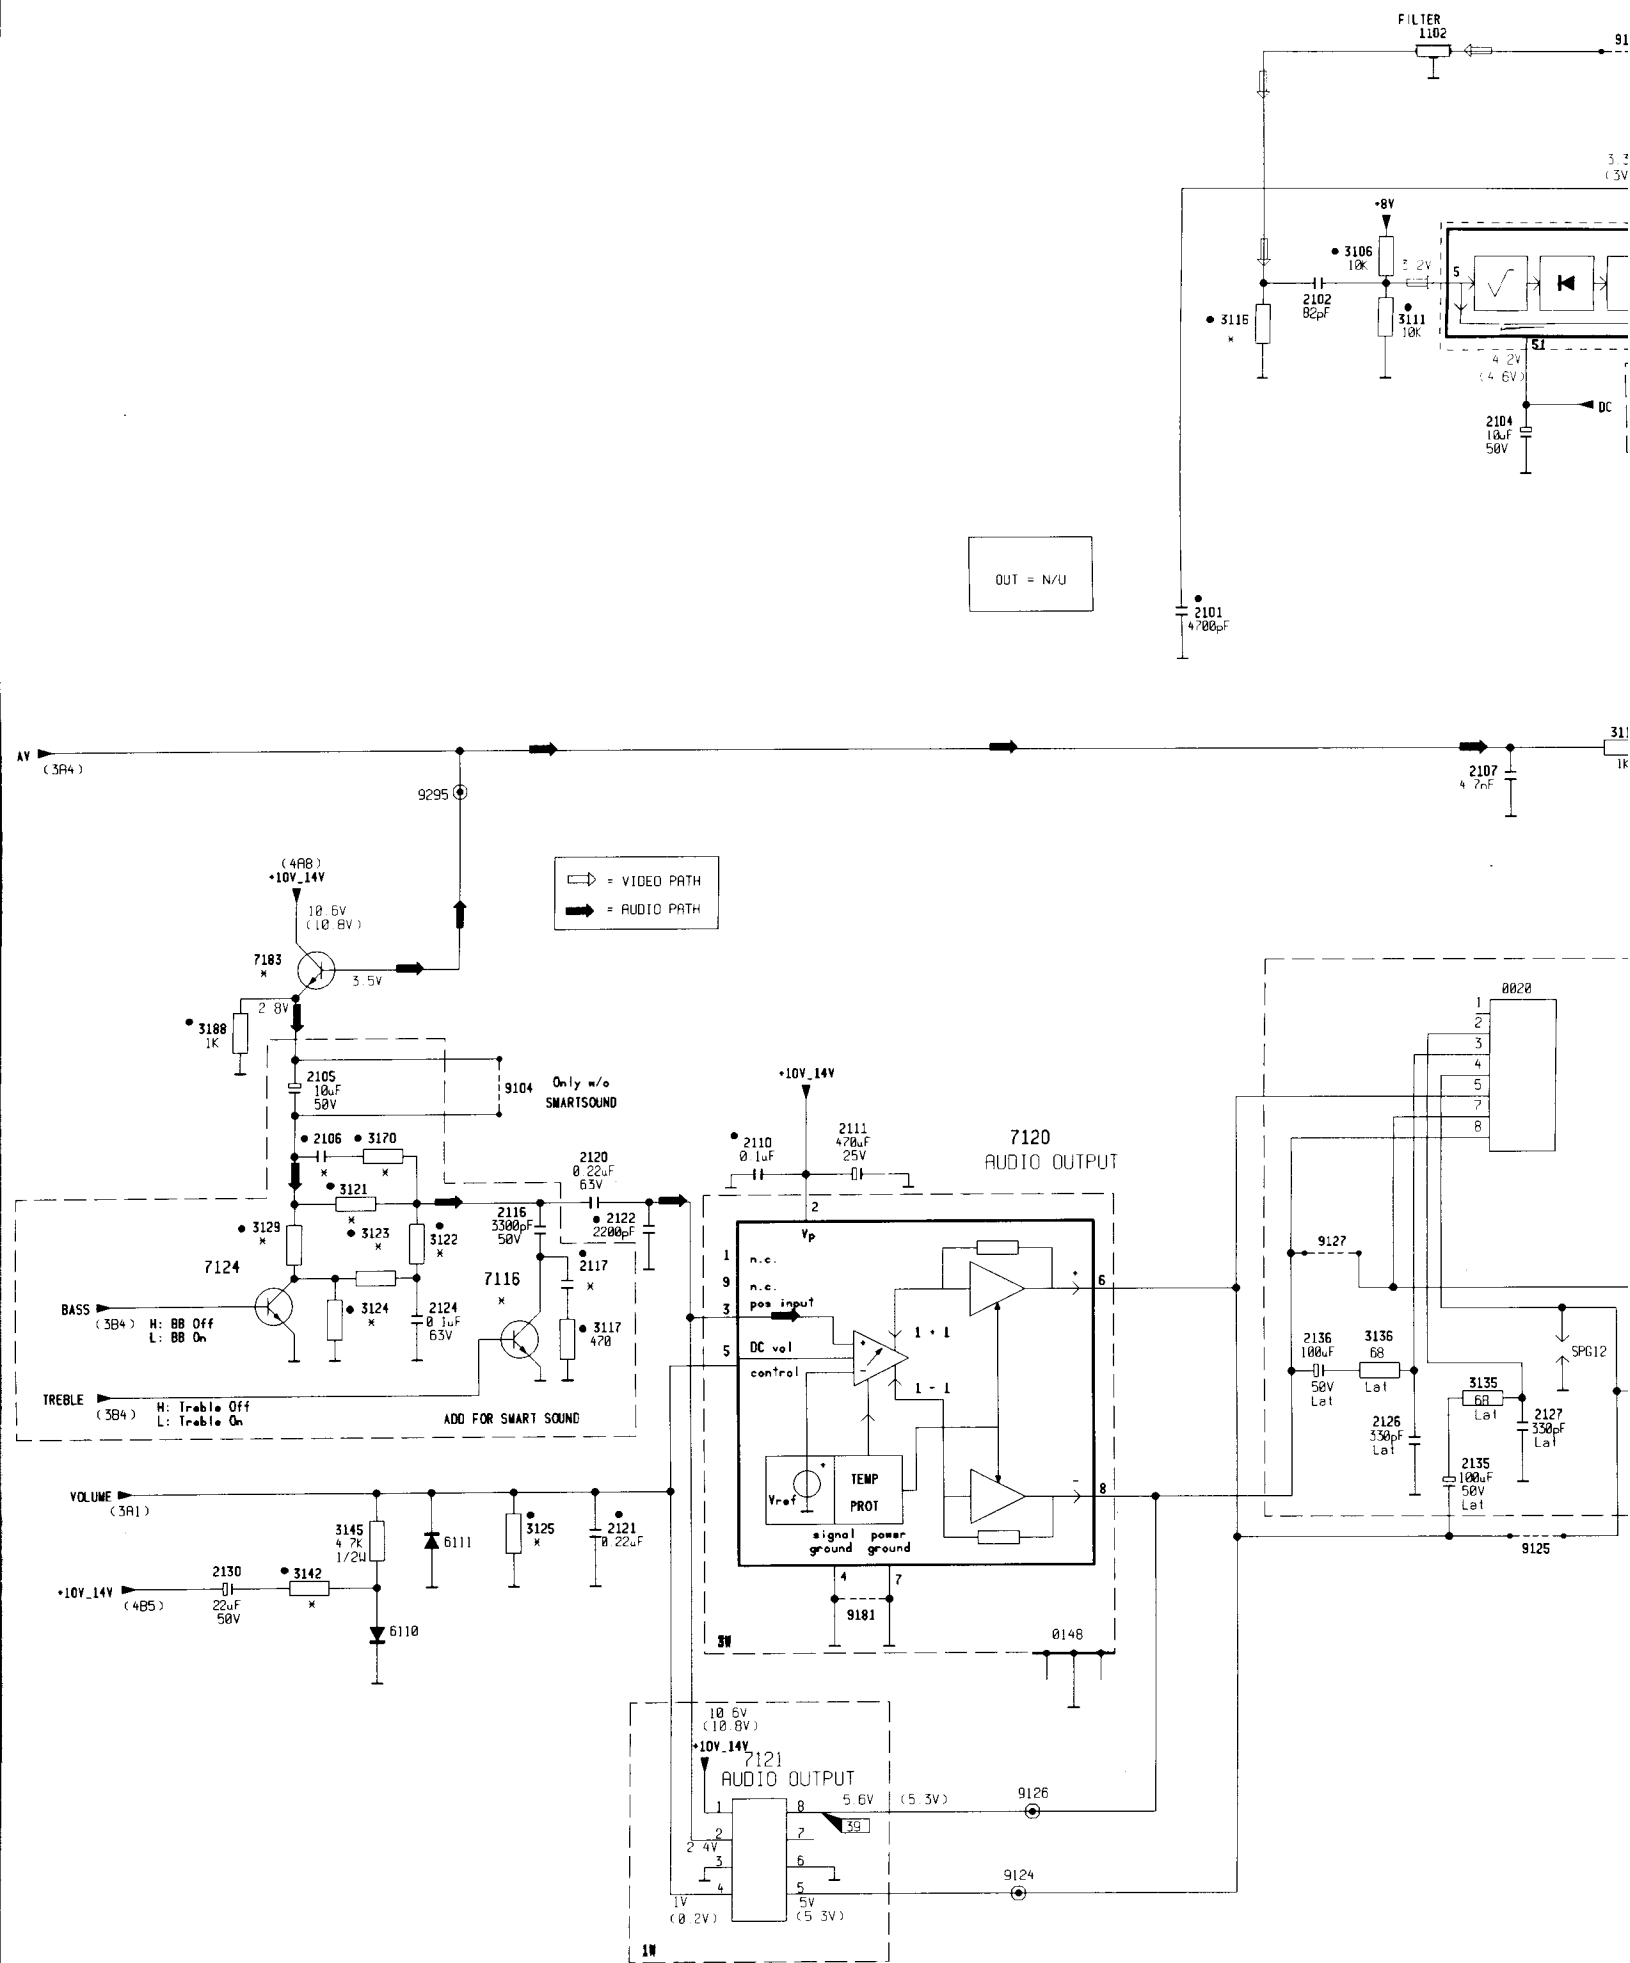 FILTER
1102
+8V
3106
10K
3.2V
5
2102
82pF
3111
10K
3116
*
S1
4.2V
(4.6V)
DC
2104
10uF
50V
OUT = N/U
2101
4700pF
AV
(3A4)
9295
2107
4.7nF
(4A8)
+10V_14V
10.6V
(10.8V)
= VIDEO PATH
= AUDIO PATH
7183
*
3.5V
2.8V
3188
1K
0020
1
2
3
4
5
7
8
2105
10uF
50V
9104
Only w/o
SMARTSOUND
+10V_14V
2106
*
3170
*
2110
0.1uF
2111
470uF
25V
7120
AUDIO OUTPUT
2120
0.22uF
63V
3121
*
2116
3300pF
50V
2122
2200pF
3129
*
3123
*
3122
*
2
Vp
7124
2117
*
7116
*
1
n.c.
9
n.c.
3
pos input
6
+
9127
BASS
(3B4)
H: BB Off
L: BB On
3124
*
2124
0.1uF
63V
3117
470
5
DC vol
control
1 + 1
1 - 1
2136
100uF
50V
Lat
3136
68
Lat
SPG12
3135
68
Lat
TREBLE
(3B4)
H: Treble Off
L: Treble On
ADD FOR SMART SOUND
2126
330pF
Lat
2127
330pF
Lat
2135
100uF
50V
Lat
VOLUME
(3A1)
Vref
+
TEMP
PROT
-
8
3145
4.7K
1/2W
6111
3125
*
2121
0.22uF
signal power
ground ground
9125
2130
22uF
50V
3142
*
+10V_14V
(4B5)
4
7
9181
6110
3W
0148
10.6V
(10.8V)
+10V_14V
7121
AUDIO OUTPUT
1
8
5.6V (5.3V)
9126
39
2
2.4V
7
3
6
4
1V
(0.2V)
5
5V
(5.3V)
9124
1W